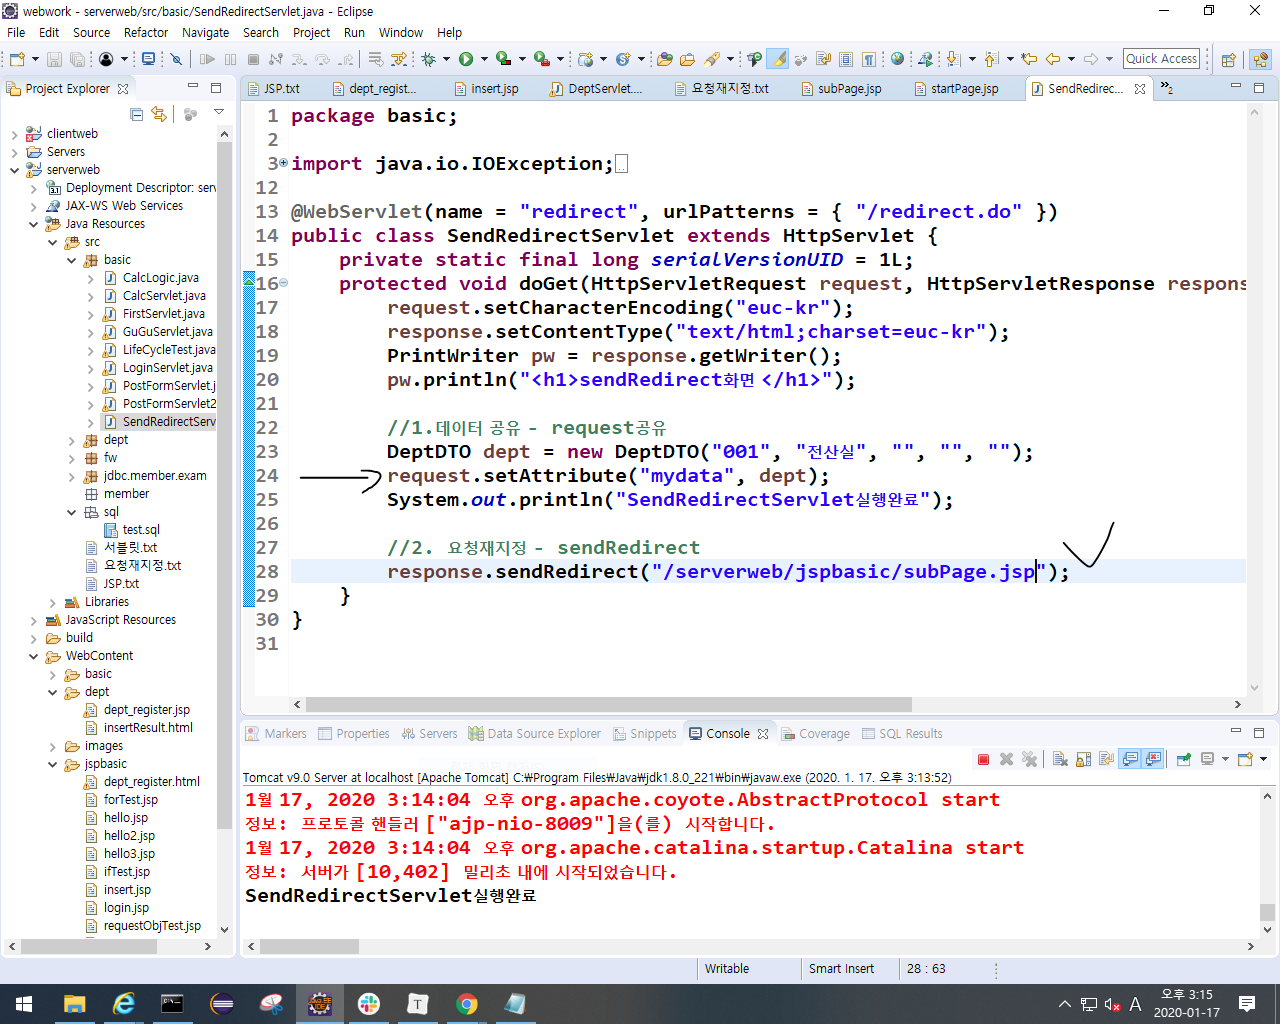 webwork - serverweb/src/basic/SendRedirectServlet.java - Eclipse
File Edit Source Refactor Navigate Search Project Run Window Help
Quick Access
Project Explorer
JSP.txt dept_regist... insert.jsp DeptServlet.... 요청재지정.txt subPage.jsp startPage.jsp SendRedirec... »2
clientweb
Servers
serverweb
Deployment Descriptor: serv
JAX-WS Web Services
Java Resources
src
basic
CalcLogic.java
CalcServlet.java
FirstServlet.java
GuGuServlet.java
LifeCycleTest.java
LoginServlet.java
PostFormServlet.j
PostFormServlet2
SendRedirectServ
dept
fw
jdbc.member.exam
member
sql
test.sql
서블릿.txt
요청재지정.txt
JSP.txt
Libraries
JavaScript Resources
build
WebContent
basic
dept
dept_register.jsp
insertResult.html
images
jspbasic
dept_register.html
forTest.jsp
hello.jsp
hello2.jsp
hello3.jsp
ifTest.jsp
insert.jsp
login.jsp
requestObjTest.jsp
1 package basic;
2
3 import java.io.IOException;
12
13 @WebServlet(name = "redirect", urlPatterns = { "/redirect.do" })
14 public class SendRedirectServlet extends HttpServlet {
15 private static final long serialVersionUID = 1L;
16 protected void doGet(HttpServletRequest request, HttpServletResponse respons
17 request.setCharacterEncoding("euc-kr");
18 response.setContentType("text/html;charset=euc-kr");
19 PrintWriter pw = response.getWriter();
20 pw.println("<h1>sendRedirect화면 </h1>");
21
22 //1.데이터 공유 - request공유
23 DeptDTO dept = new DeptDTO("001", "전산실", "", "", "");
24 request.setAttribute("mydata", dept);
25 System.out.println("SendRedirectServlet실행완료");
26
27 //2. 요청재지정 - sendRedirect
28 response.sendRedirect("/serverweb/jspbasic/subPage.jsp");
29 }
30 }
31
Markers Properties Servers Data Source Explorer Snippets Console Coverage SQL Results
Tomcat v9.0 Server at localhost [Apache Tomcat] C:₩Program Files₩Java₩jdk1.8.0_221₩bin₩javaw.exe (2020. 1. 17. 오후 3:13:52)
1월 17, 2020 3:14:04 오후 org.apache.coyote.AbstractProtocol start
정보: 프로토콜 핸들러 ["ajp-nio-8009"]을(를) 시작합니다.
1월 17, 2020 3:14:04 오후 org.apache.catalina.startup.Catalina start
정보: 서버가 [10,402] 밀리초 내에 시작되었습니다.
SendRedirectServlet실행완료
Writable Smart Insert 28 : 63
A 오후 3:15
2020-01-17